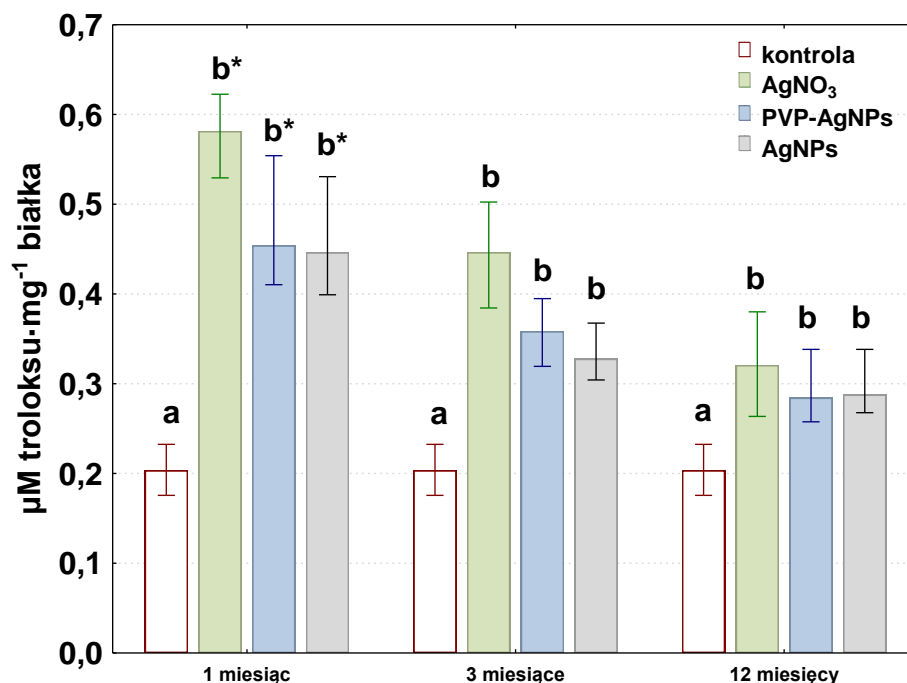 0,7
0,6
0,5
0,4
0,3
0,2
0,1
0,0
µM troloksu·mg⁻¹ białka
kontrola
AgNO₃
PVP-AgNPs
AgNPs
a b* b* b*
a b b b
a b b b
1 miesiąc 3 miesiące 12 miesięcy